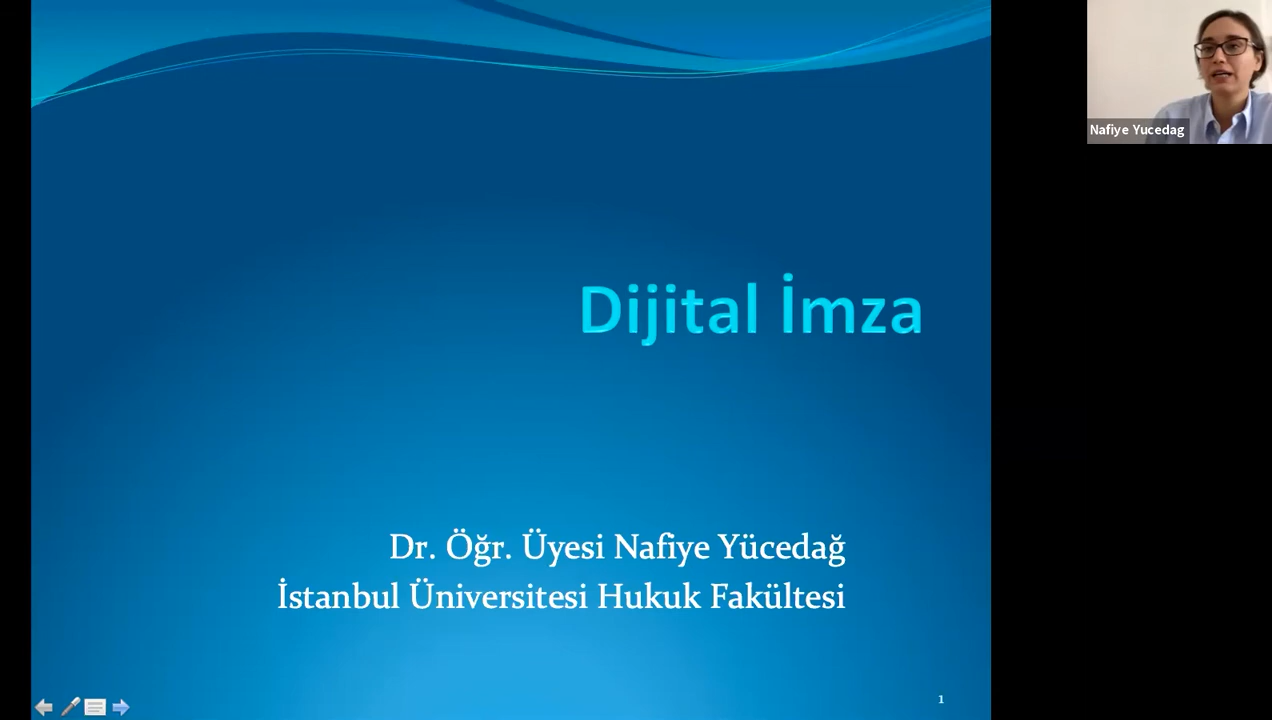 Dijital İmza
Dr. Öğr. Üyesi Nafiye Yücedağ
İstanbul Üniversitesi Hukuk Fakültesi
1
Nafiye Yucedag